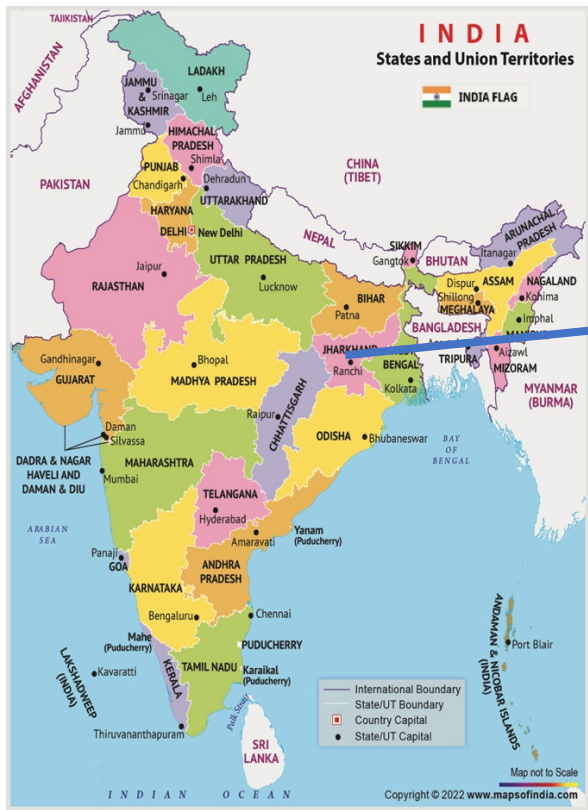 INDIA
States and Union Territories
INDIA FLAG
TAJIKISTAN
AFGHANISTAN
PAKISTAN
CHINA
(TIBET)
NEPAL
BHUTAN
BANGLADESH
MYANMAR
(BURMA)
SRI
LANKA
LADAKH
Leh
JAMMU
&
KASHMIR
Srinagar
Jammu
HIMACHAL
PRADESH
Shimla
PUNJAB
Chandigarh
Dehradun
UTTARAKHAND
HARYANA
DELHI
New Delhi
RAJASTHAN
Jaipur
UTTAR PRADESH
Lucknow
BIHAR
Patna
SIKKIM
Gangtok
ARUNACHAL
PRADESH
Itanagar
ASSAM
Dispur
Shillong
MEGHALAYA
NAGALAND
Kohima
Imphal
TRIPURA
Aizawl
MIZORAM
JHARKHAND
Ranchi
BENGAL
Kolkata
Gandhinagar
GUJARAT
Bhopal
MADHYA PRADESH
CHHATTISGARH
Raipur
ODISHA
Bhubaneswar
Daman
Silvassa
DADRA & NAGAR
HAVELI AND
DAMAN & DIU
MAHARASHTRA
Mumbai
TELANGANA
Hyderabad
Amaravati
ANDHRA
PRADESH
Yanam
(Puducherry)
Panaji
GOA
KARNATAKA
Bengaluru
Chennai
Mahe
(Puducherry)
PUDUCHERRY
TAMIL NADU
Karaikal
(Puducherry)
KERALA
Thiruvananthapuram
LAKSHADWEEP
(INDIA)
Kavaratti
ANDAMAN & NICOBAR ISLANDS
(INDIA)
Port Blair
ARABIAN
SEA
BAY
OF
BENGAL
Palk Strait
INDIAN OCEAN
International Boundary
State/UT Boundary
Country Capital
State/UT Capital
Map not to Scale
Copyright © 2022 www.mapsofindia.com